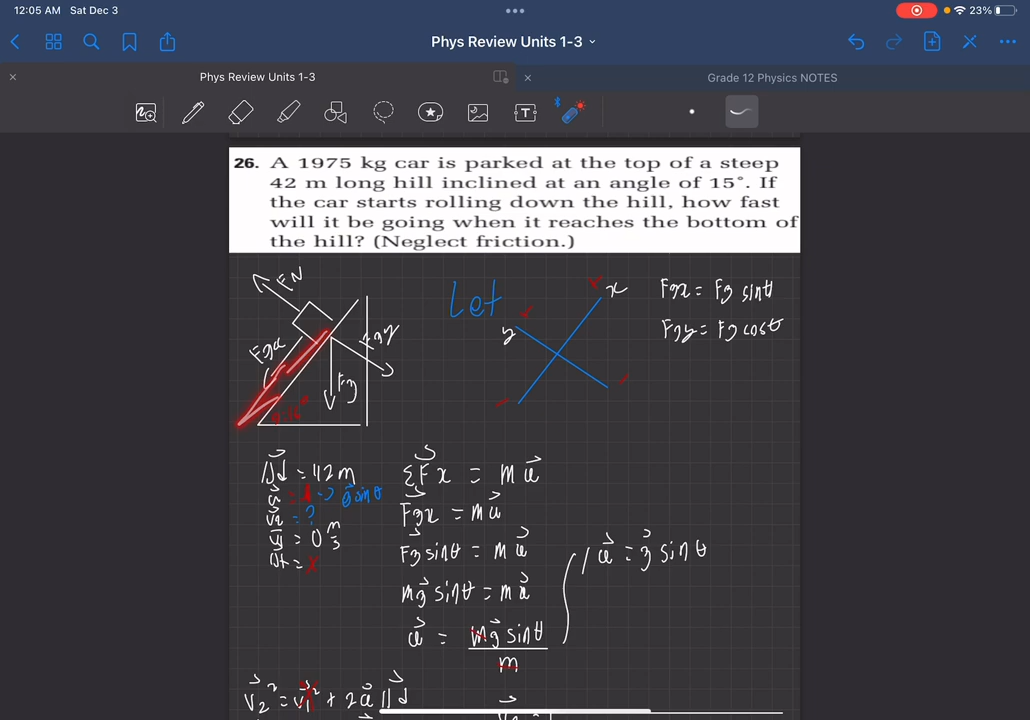 12:05 AM Sat Dec 3
23%
Phys Review Units 1-3
Phys Review Units 1-3
Grade 12 Physics NOTES
26. A 1975 kg car is parked at the top of a steep
42 m long hill inclined at an angle of 15°. If
the car starts rolling down the hill, how fast
will it be going when it reaches the bottom of
the hill? (Neglect friction.)
FN
Let
x
y
Fgx = Fg sinθ
Fgy = Fg cosθ
Fgx
Fgy
Fg
Δd = 42m
a = g sinθ
v2 = ?
v1 = 0 m/s
Δt = x
ΣFx = ma
Fgx = ma
Fg sinθ = ma
mg sinθ = ma
a = mg sinθ / m
a = g sinθ
v2² = v1² + 2aΔd